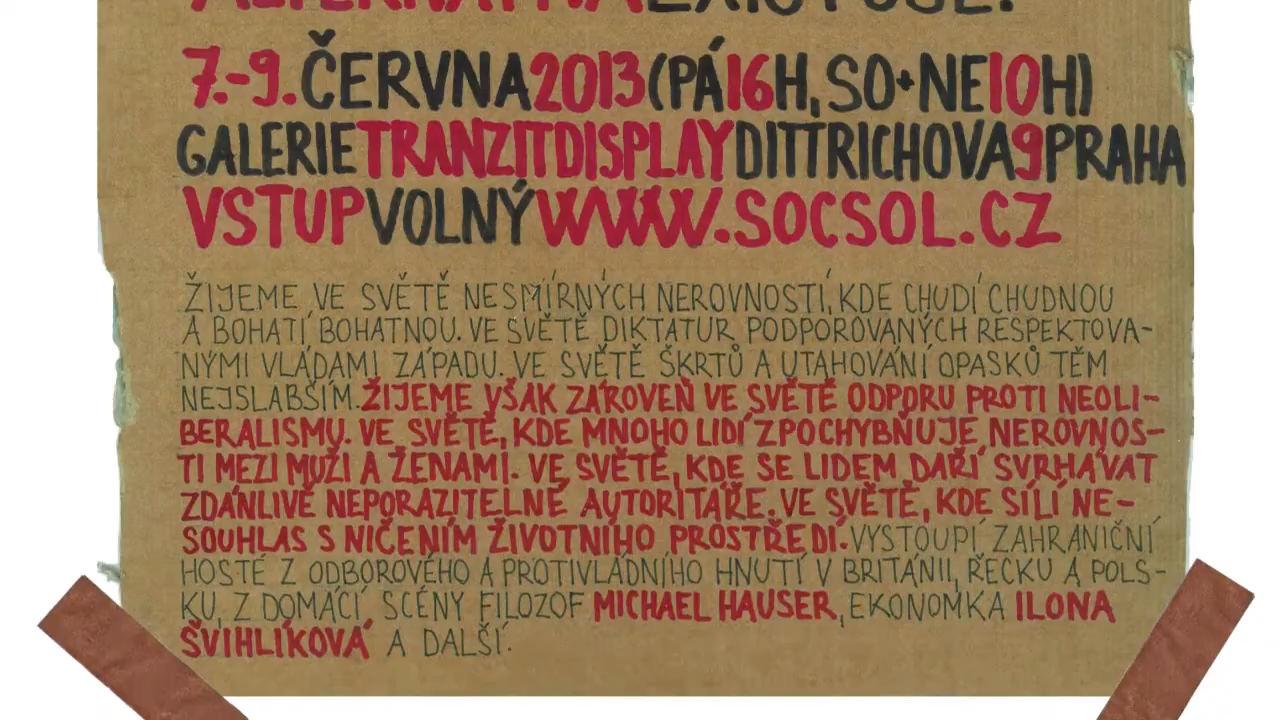 ALTERNATIVA EXISTUJE!
7.-9. ČERVNA 2013 (PÁ 16H, SO+NE 10H)
GALERIE TRANZITDISPLAY DITTRICHOVA 9 PRAHA
VSTUP VOLNÝ WWW.SOCSOL.CZ
ŽIJEME VE SVĚTĚ NESMÍRNÝCH NEROVNOSTÍ, KDE CHUDÍ CHUDNOU
A BOHATÍ BOHATNOU. VE SVĚTĚ DIKTATUR PODPOROVANÝCH RESPEKTOVA-
NÝMI VLÁDAMI ZÁPADU. VE SVĚTĚ ŠKRTŮ A UTAHOVÁNÍ OPASKŮ TĚM
NEJSLABŠÍM. ŽIJEME VŠAK ZÁROVEŇ VE SVĚTĚ ODPORU PROTI NEOLI-
BERALISMU. VE SVĚTĚ, KDE MNOHO LIDÍ ZPOCHYBŇUJE NEROVNOS-
TI MEZI MUŽI A ŽENAMI. VE SVĚTĚ, KDE SE LIDEM DAŘÍ SVRHÁVAT
ZDÁNLIVĚ NEPORAZITELNÉ AUTORITÁŘE. VE SVĚTĚ, KDE SÍLÍ NE-
SOUHLAS S NIČENÍM ŽIVOTNÍHO PROSTŘEDÍ. VYSTOUPÍ ZAHRANIČNÍ
HOSTÉ Z ODBOROVÉHO A PROTIVLÁDNÍHO HNUTÍ V BRITÁNII, ŘECKU A POLS-
KU, Z DOMÁCÍ SCÉNY FILOZOF MICHAEL HAUSER, EKONOMKA ILONA
ŠVIHLÍKOVÁ A DALŠÍ.